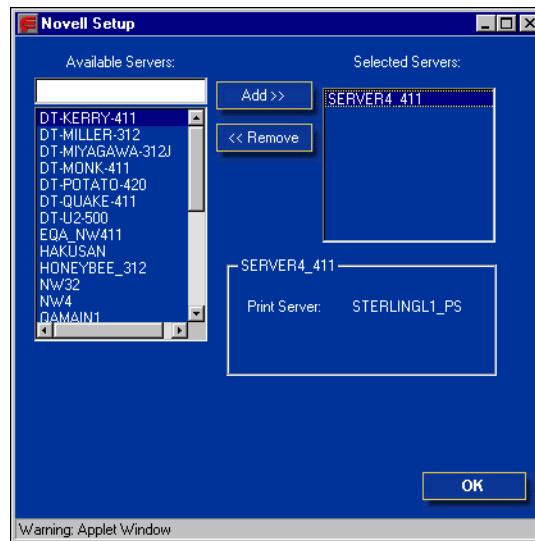 Novell Setup
Available Servers:
Selected Servers:
Add >>
<< Remove
DT-KERRY-411
DT-MILLER-312
DT-MIYAGAWA-312J
DT-MONK-411
DT-POTATO-420
DT-QUAKE-411
DT-U2-500
EQA_NW411
HAKUSAN
HONEYBEE_312
NW32
NW4
QAMAIN1
SERVER4_411
SERVER4_411
Print Server: STERLINGL1_PS
OK
Warning: Applet Window